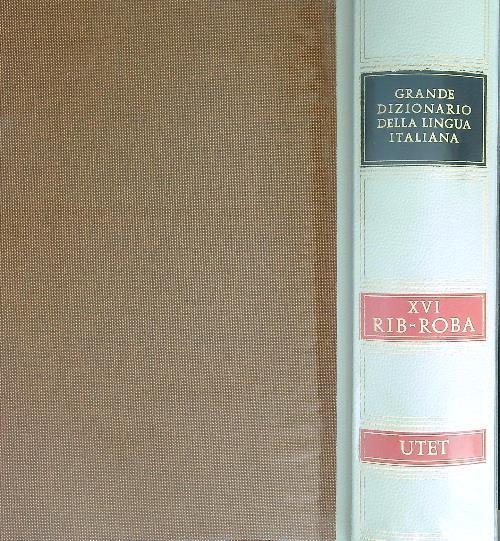 GRANDE
DIZIONARIO
DELLA LINGUA
ITALIANA
XVI
RIB-ROBA
UTET